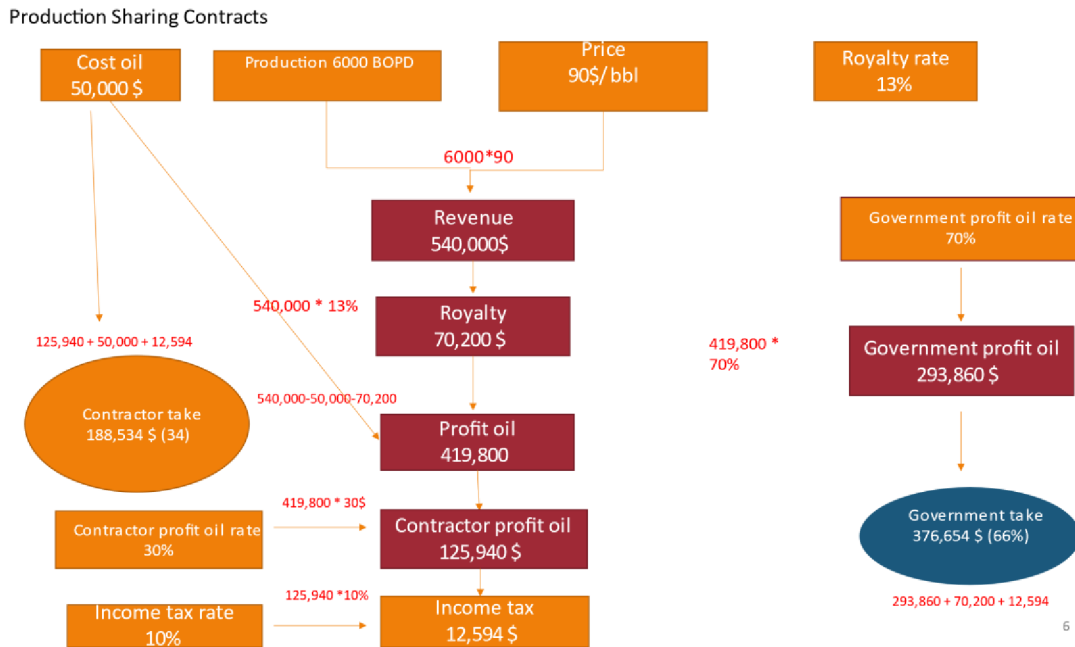 Production Sharing Contracts
Cost oil
50,000 $
Production 6000 BOPD
Price
90$/ bbl
Royalty rate
13%
6000*90
Revenue
540,000$
Government profit oil rate
70%
540,000 * 13%
Royalty
70,200 $
125,940 + 50,000 + 12,594
419,800 *
70%
Government profit oil
293,860 $
Contractor take
188,534 $ (34)
540,000-50,000-70,200
Profit oil
419,800
419,800 * 30$
Contractor profit oil rate
30%
Contractor profit oil
125,940 $
Government take
376,654 $ (66%)
125,940 *10%
Income tax rate
10%
Income tax
12,594 $
293,860 + 70,200 + 12,594
6